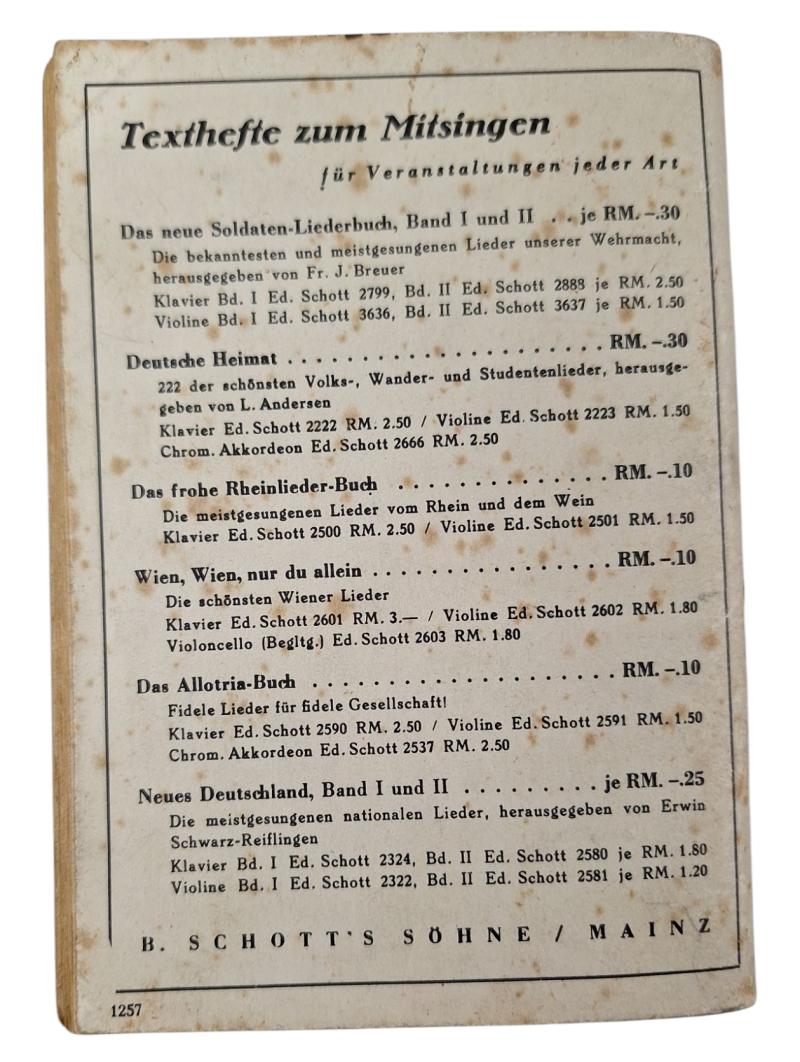 Texthefte zum Mitsingen
für Veranstaltungen jeder Art
Das neue Soldaten-Liederbuch, Band I und II . . je RM. –.30
Die bekanntesten und meistgesungenen Lieder unserer Wehrmacht,
herausgegeben von Fr. J. Breuer
Klavier Bd. I Ed. Schott 2799, Bd. II Ed. Schott 2888 je RM. 2.50
Violine Bd. I Ed. Schott 3636, Bd. II Ed. Schott 3637 je RM. 1.50
Deutsche Heimat . . . . . . . . . . . . . . . . . . . . . RM. –.30
222 der schönsten Volks-, Wander- und Studentenlieder, herausge-
geben von L. Andersen
Klavier Ed. Schott 2222 RM. 2.50 / Violine Ed. Schott 2223 RM. 1.50
Chrom. Akkordeon Ed. Schott 2666 RM. 2.50
Das frohe Rheinlieder-Buch . . . . . . . . . . . . . . RM. –.10
Die meistgesungenen Lieder vom Rhein und dem Wein
Klavier Ed. Schott 2500 RM. 2.50 / Violine Ed. Schott 2501 RM. 1.50
Wien, Wien, nur du allein . . . . . . . . . . . . . . . . RM. –.10
Die schönsten Wiener Lieder
Klavier Ed. Schott 2601 RM. 3.— / Violine Ed. Schott 2602 RM. 1.80
Violoncello (Begltg.) Ed. Schott 2603 RM. 1.80
Das Allotria-Buch . . . . . . . . . . . . . . . . . . . . RM. –.10
Fidele Lieder für fidele Gesellschaft!
Klavier Ed. Schott 2590 RM. 2.50 / Violine Ed. Schott 2591 RM. 1.50
Chrom. Akkordeon Ed. Schott 2537 RM. 2.50
Neues Deutschland, Band I und II . . . . . . . . . je RM. –.25
Die meistgesungenen nationalen Lieder, herausgegeben von Erwin
Schwarz-Reiflingen
Klavier Bd. I Ed. Schott 2324, Bd. II Ed. Schott 2580 je RM. 1.80
Violine Bd. I Ed. Schott 2322, Bd. II Ed. Schott 2581 je RM. 1.20
B. SCHOTT'S SÖHNE / MAINZ
1257